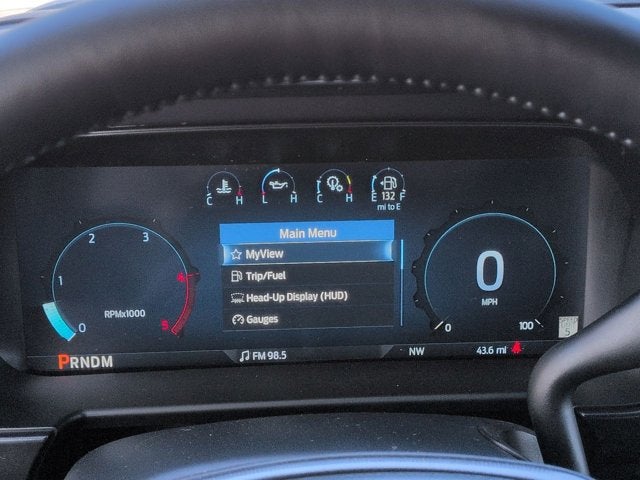 C H L H C H E 132 F
mi to E
Main Menu
MyView
Trip/Fuel
Head-Up Display (HUD)
Gauges
2 3
1
RPMx1000
0 5
0
MPH
0 100
PRNDM
FM 98.5
NW
43.6 mi
S